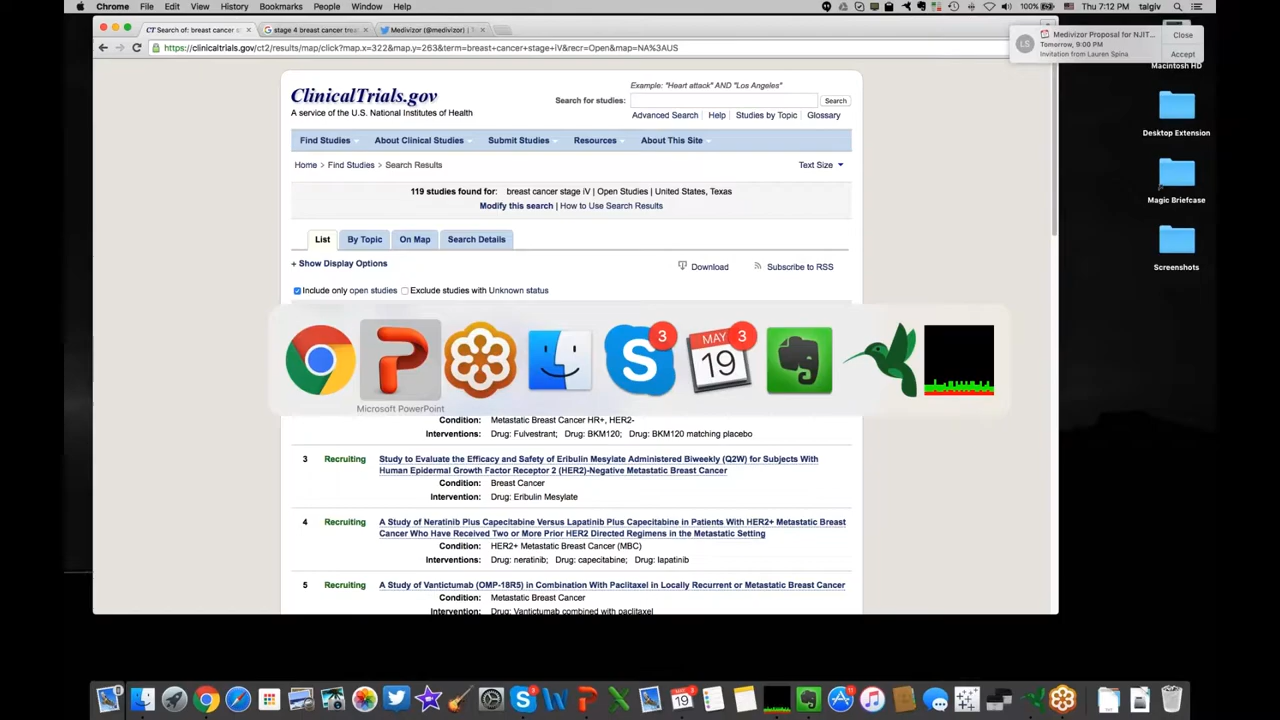 Chrome File Edit View History Bookmarks People Window Help 100% Thu 7:12 PM talgiv
CT Search of: breast cancer s × stage 4 breast cancer treat × Medivizor (@medivizor) | T ×
https://clinicaltrials.gov/ct2/results/map/click?map.x=322&map.y=263&term=breast+cancer+stage+iV&recr=Open&map=NA%3AUS
LS Medivizor Proposal for NJIT... Close
Tomorrow, 9:00 PM
Invitation from Lauren Spina Accept
Macintosh HD
Desktop Extension
Magic Briefcase
Screenshots
Example: "Heart attack" AND "Los Angeles"
ClinicalTrials.gov
Search for studies: Search
A service of the U.S. National Institutes of Health
Advanced Search | Help | Studies by Topic | Glossary
Find Studies About Clinical Studies Submit Studies Resources About This Site
Home > Find Studies > Search Results Text Size
119 studies found for: breast cancer stage iV | Open Studies | United States, Texas
Modify this search | How to Use Search Results
List By Topic On Map Search Details
+ Show Display Options Download Subscribe to RSS
Include only open studies Exclude studies with Unknown status
P S 3 MAY 19 3
Microsoft PowerPoint
Condition: Metastatic Breast Cancer HR+, HER2-
Interventions: Drug: Fulvestrant; Drug: BKM120; Drug: BKM120 matching placebo
3 Recruiting Study to Evaluate the Efficacy and Safety of Eribulin Mesylate Administered Biweekly (Q2W) for Subjects With
Human Epidermal Growth Factor Receptor 2 (HER2)-Negative Metastatic Breast Cancer
Condition: Breast Cancer
Intervention: Drug: Eribulin Mesylate
4 Recruiting A Study of Neratinib Plus Capecitabine Versus Lapatinib Plus Capecitabine in Patients With HER2+ Metastatic Breast
Cancer Who Have Received Two or More Prior HER2 Directed Regimens in the Metastatic Setting
Condition: HER2+ Metastatic Breast Cancer (MBC)
Interventions: Drug: neratinib; Drug: capecitabine; Drug: lapatinib
5 Recruiting A Study of Vantictumab (OMP-18R5) in Combination With Paclitaxel in Locally Recurrent or Metastatic Breast Cancer
Condition: Metastatic Breast Cancer
Intervention: Drug: Vantictumab combined with paclitaxel